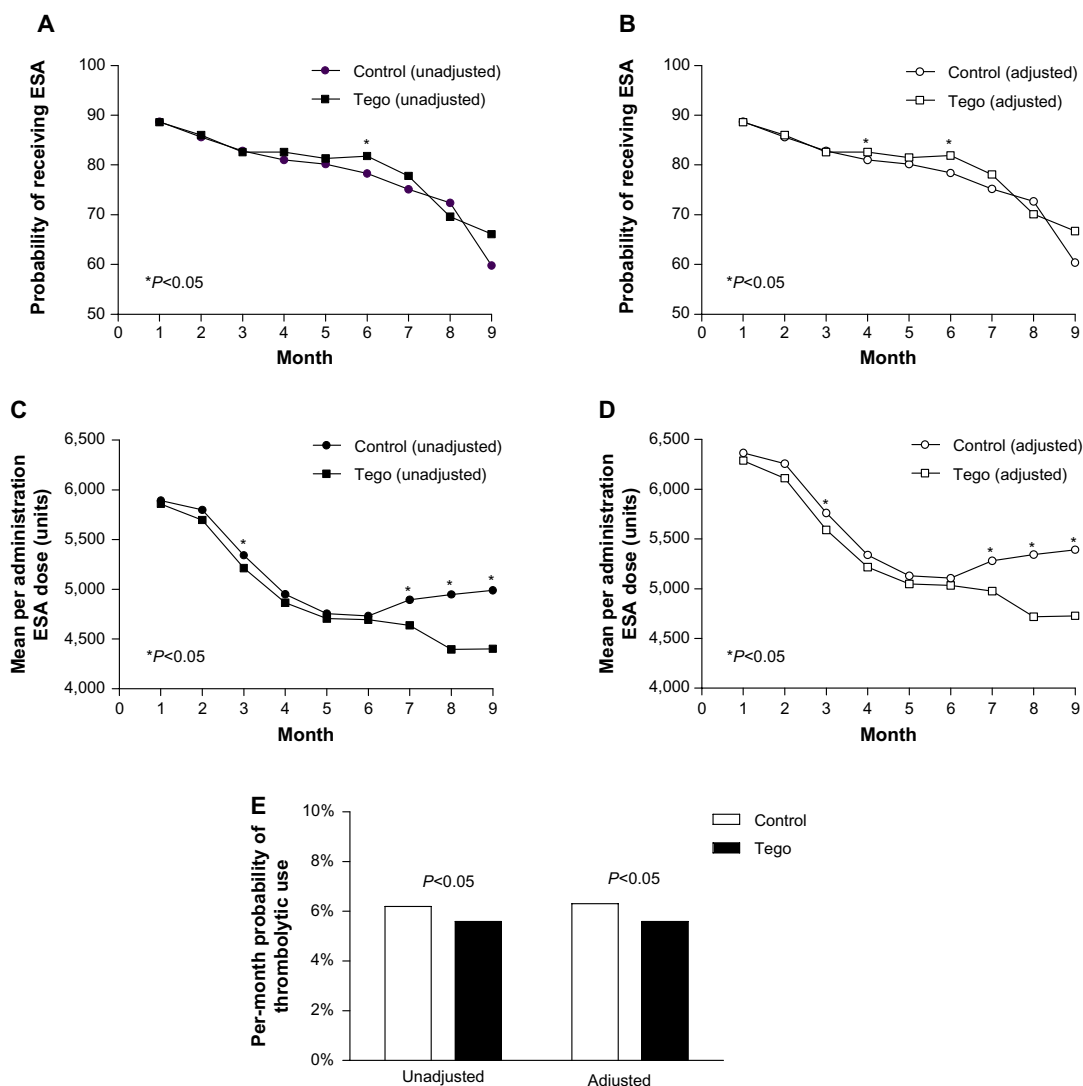 A
Probability of receiving ESA
100
90
80
70
60
50
Control (unadjusted)
Tego (unadjusted)
*
*P<0.05
0 1 2 3 4 5 6 7 8 9
Month
B
Probability of receiving ESA
100
90
80
70
60
50
Control (adjusted)
Tego (adjusted)
* *
*P<0.05
0 1 2 3 4 5 6 7 8 9
Month
C
Mean per administration
ESA dose (units)
6,500
6,000
5,500
5,000
4,500
4,000
Control (unadjusted)
Tego (unadjusted)
* * * *
*P<0.05
0 1 2 3 4 5 6 7 8 9
Month
D
Mean per administration
ESA dose (units)
6,500
6,000
5,500
5,000
4,500
4,000
Control (adjusted)
Tego (adjusted)
* * * *
*P<0.05
0 1 2 3 4 5 6 7 8 9
Month
E
Per-month probability of
thrombolytic use
10%
8%
6%
4%
2%
0%
Control
Tego
P<0.05 P<0.05
Unadjusted Adjusted